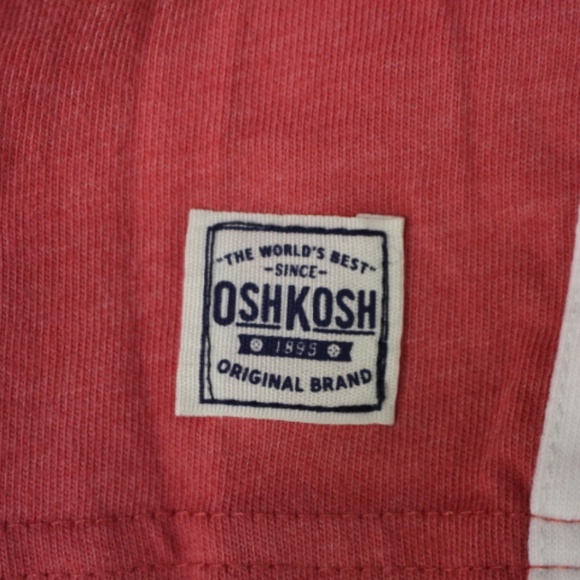 "THE WORLD'S BEST"
-SINCE-
OSHKOSH
1895
ORIGINAL BRAND